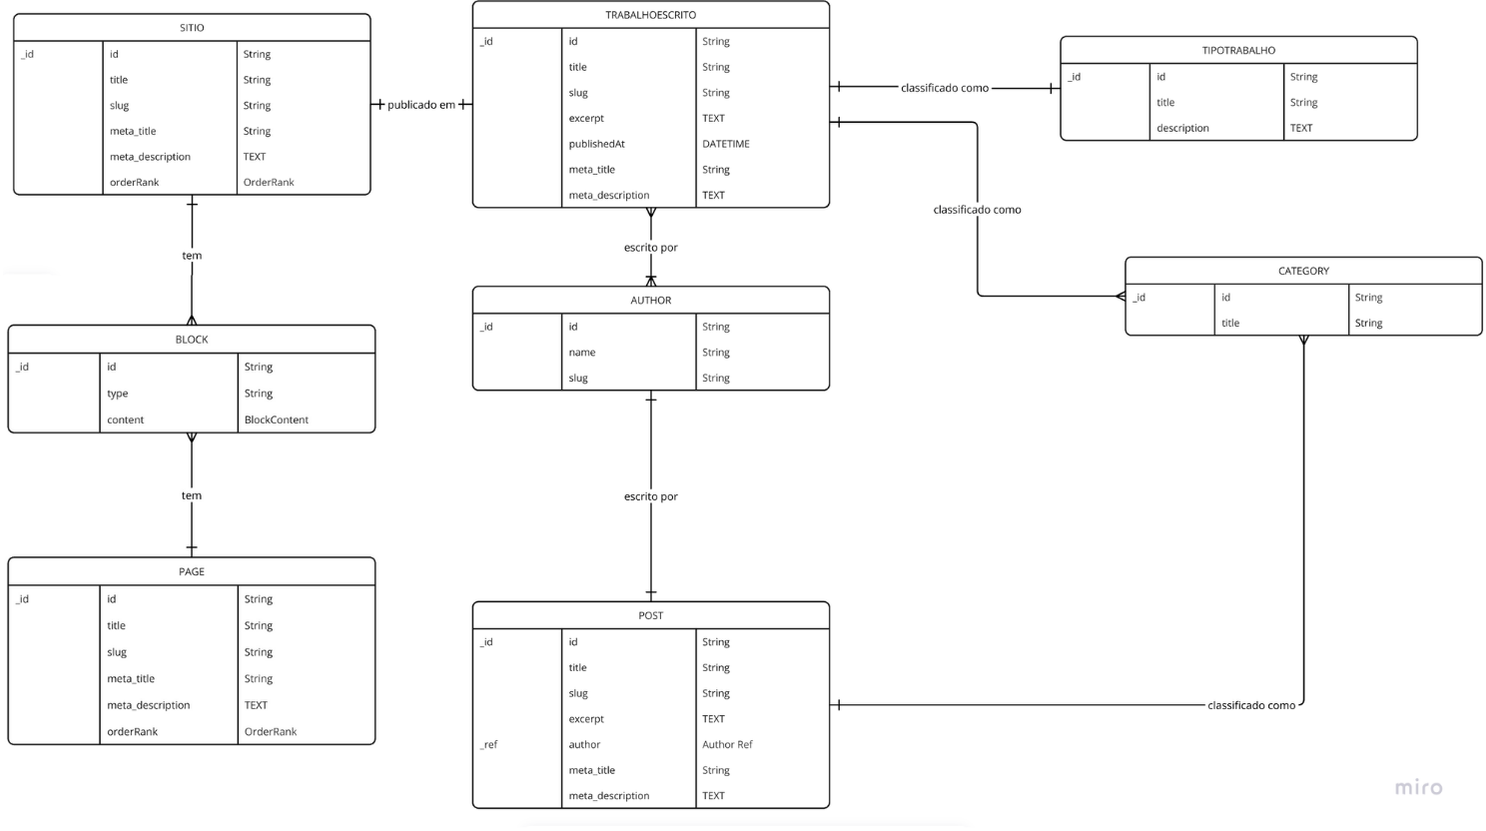 SITIO
_id id String
title String
slug String
meta_title String
meta_description TEXT
orderRank OrderRank
publicado em
TRABALHOESCRITO
_id id String
title String
slug String
excerpt TEXT
publishedAt DATETIME
meta_title String
meta_description TEXT
classificado como
TIPOTRABALHO
_id id String
title String
description TEXT
classificado como
tem
escrito por
BLOCK
_id id String
type String
content BlockContent
AUTHOR
_id id String
name String
slug String
CATEGORY
_id id String
title String
tem
escrito por
PAGE
_id id String
title String
slug String
meta_title String
meta_description TEXT
orderRank OrderRank
POST
_id id String
title String
slug String
excerpt TEXT
_ref author Author Ref
meta_title String
meta_description TEXT
classificado como
miro